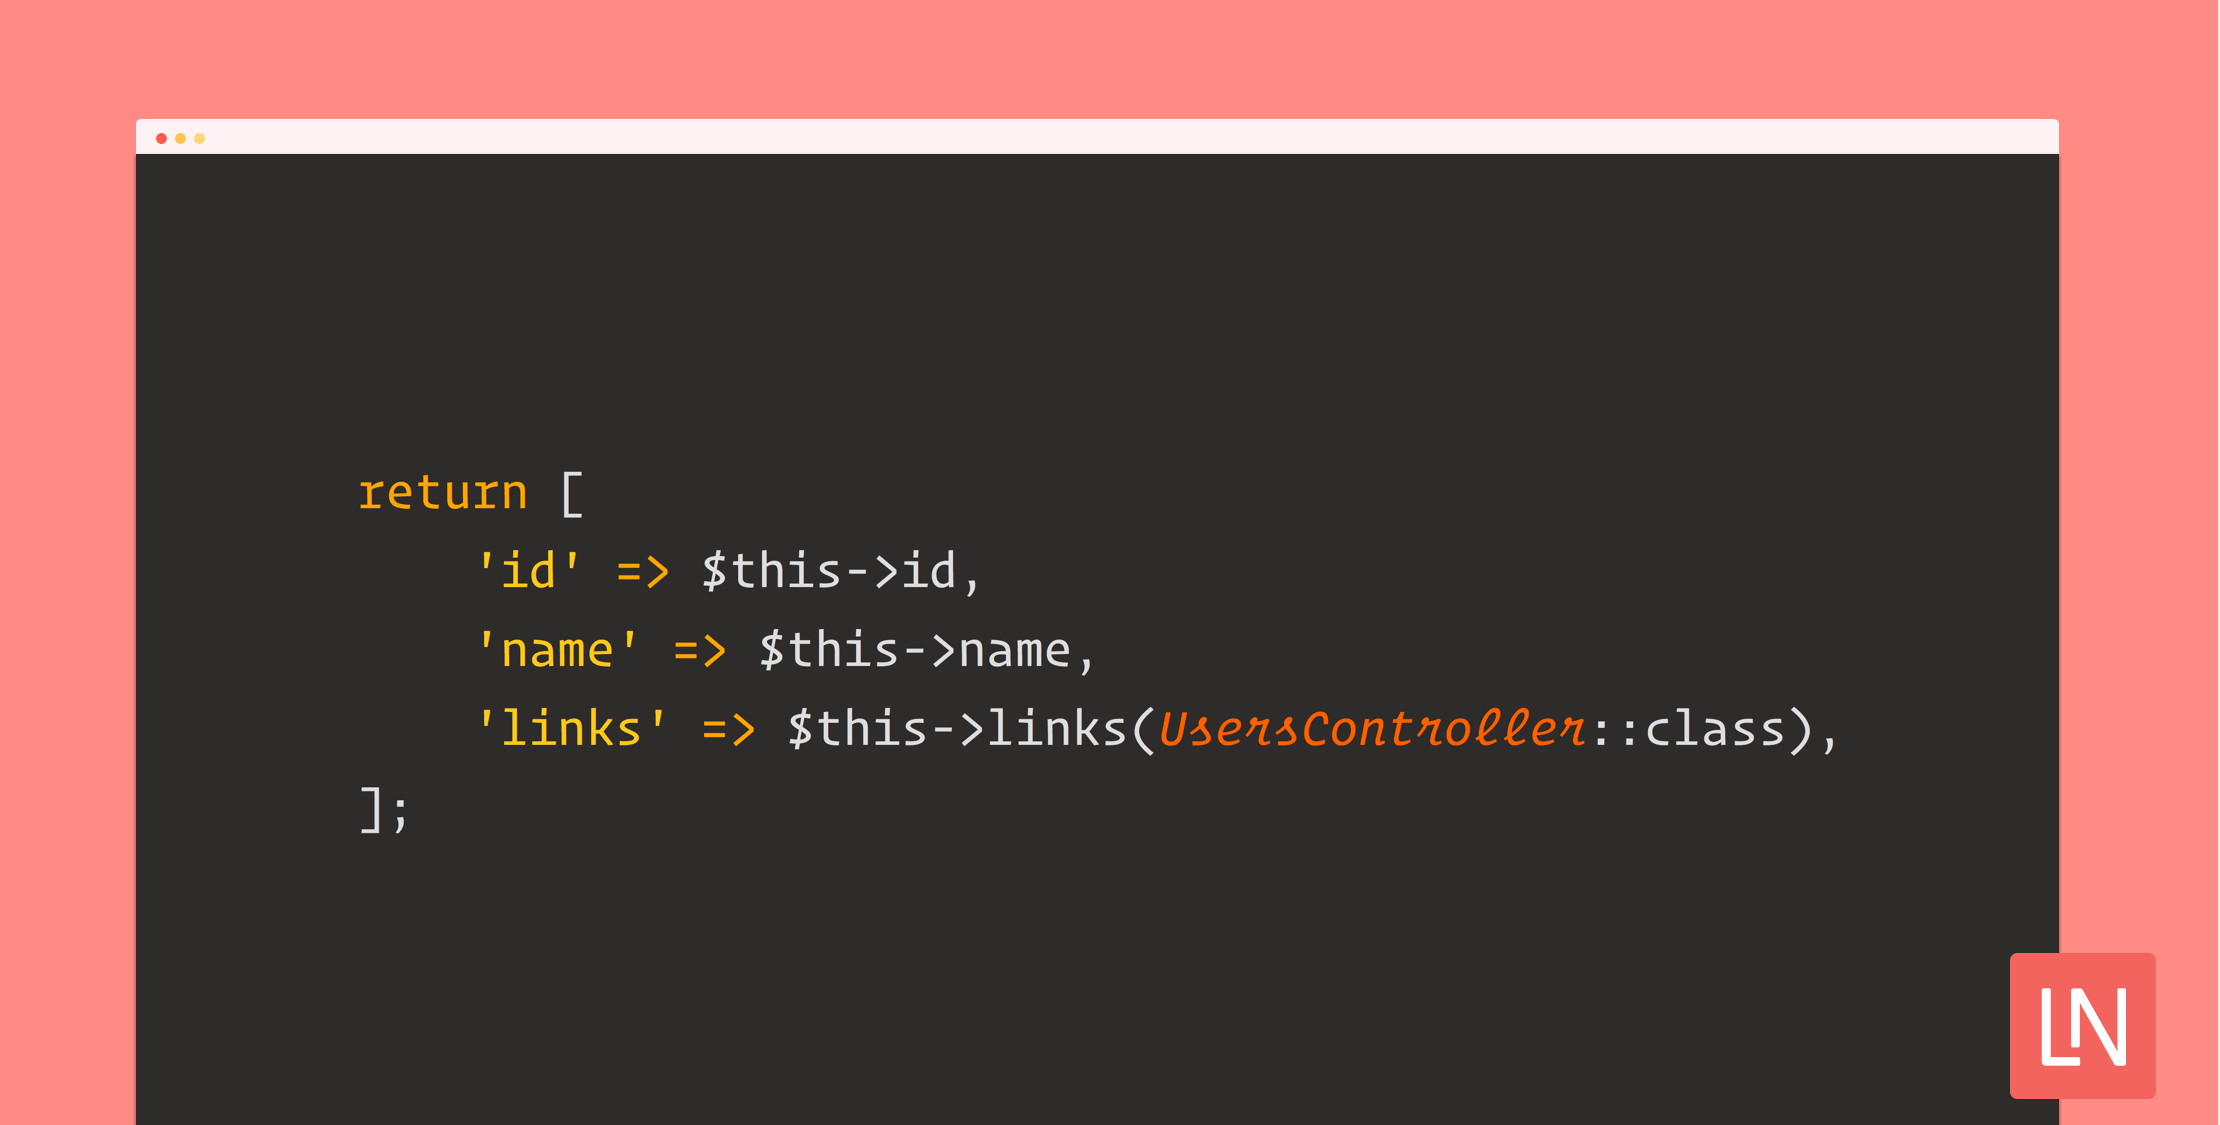 return [
    'id' => $this->id,
    'name' => $this->name,
    'links' => $this->links(UsersController::class),
];
LN